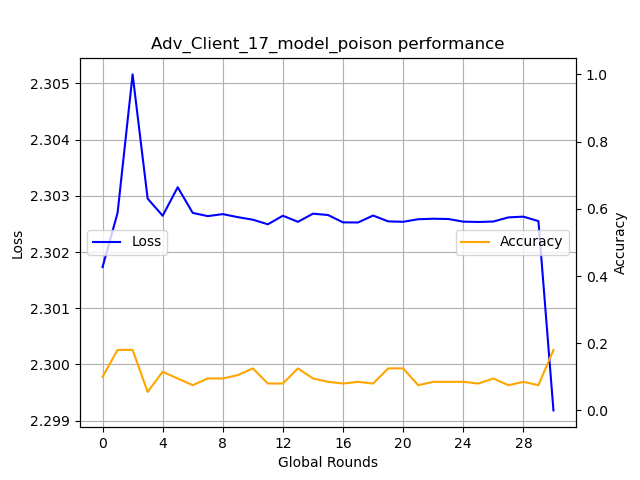 Adv_Client_17_model_poison performance
2.305
2.304
2.303
2.302
2.301
2.300
2.299
Loss
Loss
Accuracy
1.0
0.8
0.6
0.4
0.2
0.0
Accuracy
0 4 8 12 16 20 24 28
Global Rounds